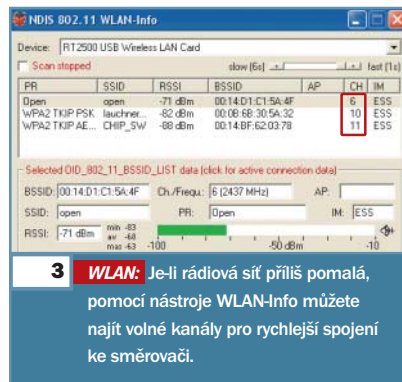 NDIS 802.11 WLAN-Info
Device: RT2500 USB Wireless LAN Card
Scan stopped slow (6s) fast (1s)
PR SSID RSSI BSSID AP CH IM
Open open -71 dBm 00:14:D1:C1:5A:4F 6 ESS
WPA2 TKIP PSK lauchner... -82 dBm 00:0B:6B:30:5A:32 10 ESS
WPA2 TKIP AE... CHIP_SW -88 dBm 00:14:BF:62:03:78 11 ESS
Selected OID_802_11_BSSID_LIST data (click for active connection data)
BSSID: 00:14:D1:C1:5A:4F Ch./Frequ.: 6 (2437 MHz) AP:
SSID: open PR: Open IM: ESS
RSSI: -71 dBm min -83
av -68
max -63 -100 -50 dBm -10
3 WLAN: Je-li rádiová síť příliš pomalá,
pomocí nástroje WLAN-Info můžete
najít volné kanály pro rychlejší spojení
ke směrovači.